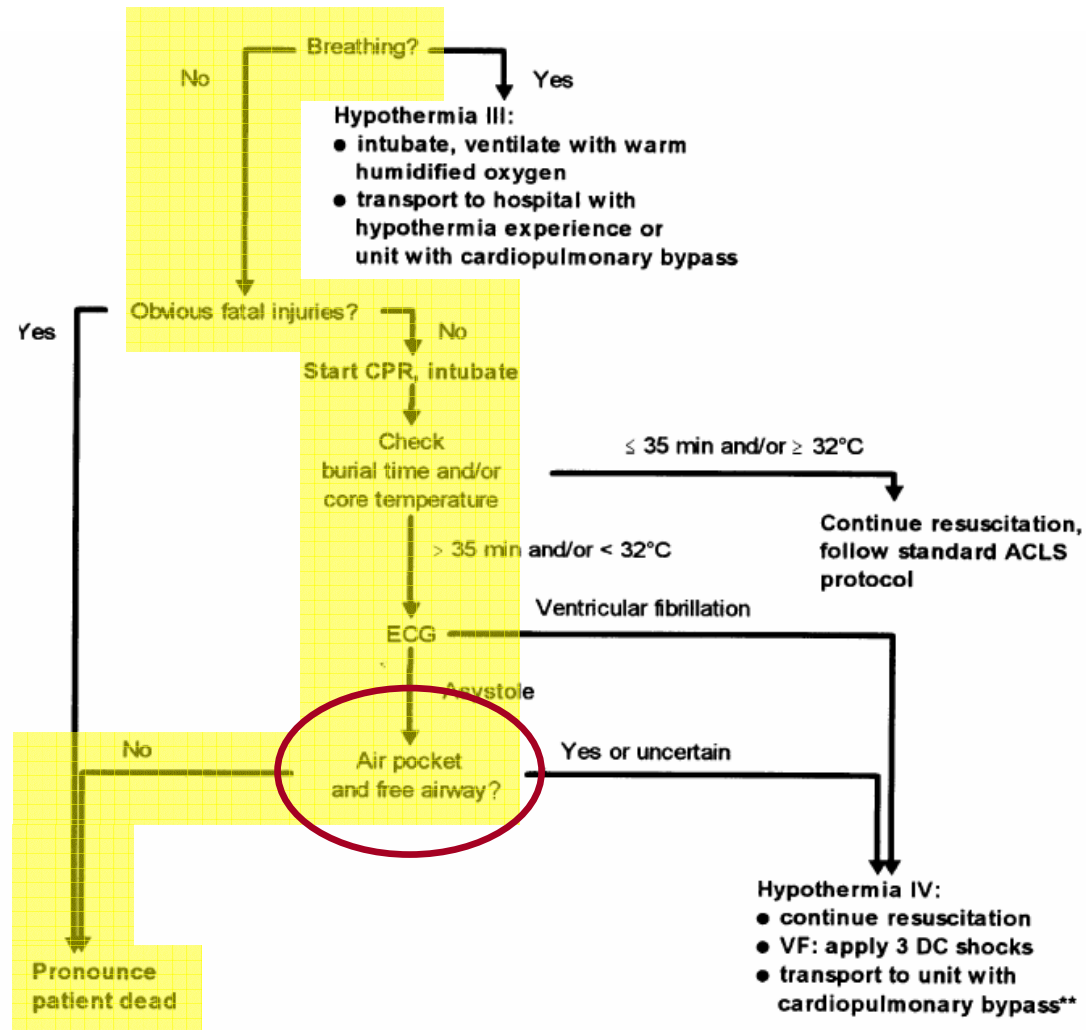 Breathing?
No
Yes
Hypothermia III:
● intubate, ventilate with warm
humidified oxygen
● transport to hospital with
hypothermia experience or
unit with cardiopulmonary bypass
Obvious fatal injuries?
Yes
No
Start CPR, intubate
Check
burial time and/or
core temperature
≤ 35 min and/or ≥ 32°C
Continue resuscitation,
follow standard ACLS
protocol
> 35 min and/or < 32°C
Ventricular fibrillation
ECG
Asystole
No
Air pocket
and free airway?
Yes or uncertain
Hypothermia IV:
● continue resuscitation
● VF: apply 3 DC shocks
● transport to unit with
cardiopulmonary bypass**
Pronounce
patient dead